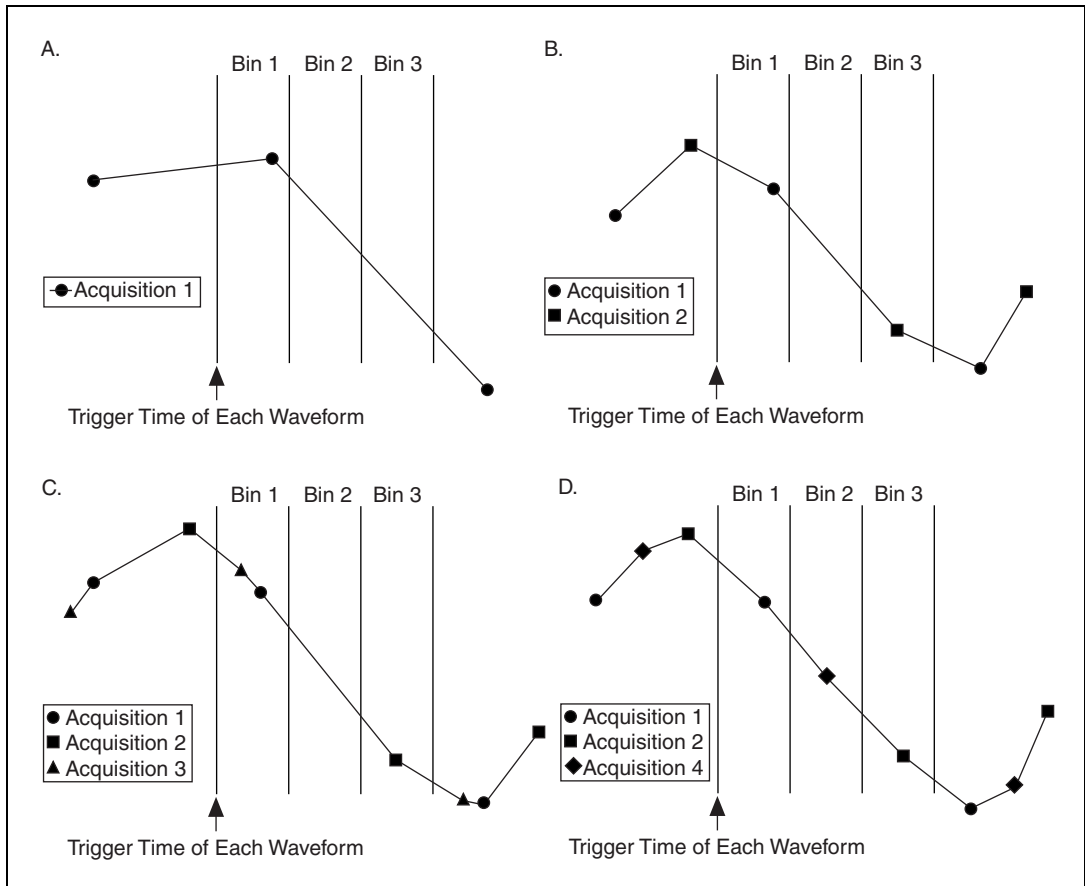 A.
Bin 1 Bin 2 Bin 3
Acquisition 1
Trigger Time of Each Waveform
B.
Bin 1 Bin 2 Bin 3
Acquisition 1
Acquisition 2
Trigger Time of Each Waveform
C.
Bin 1 Bin 2 Bin 3
Acquisition 1
Acquisition 2
Acquisition 3
Trigger Time of Each Waveform
D.
Bin 1 Bin 2 Bin 3
Acquisition 1
Acquisition 2
Acquisition 4
Trigger Time of Each Waveform